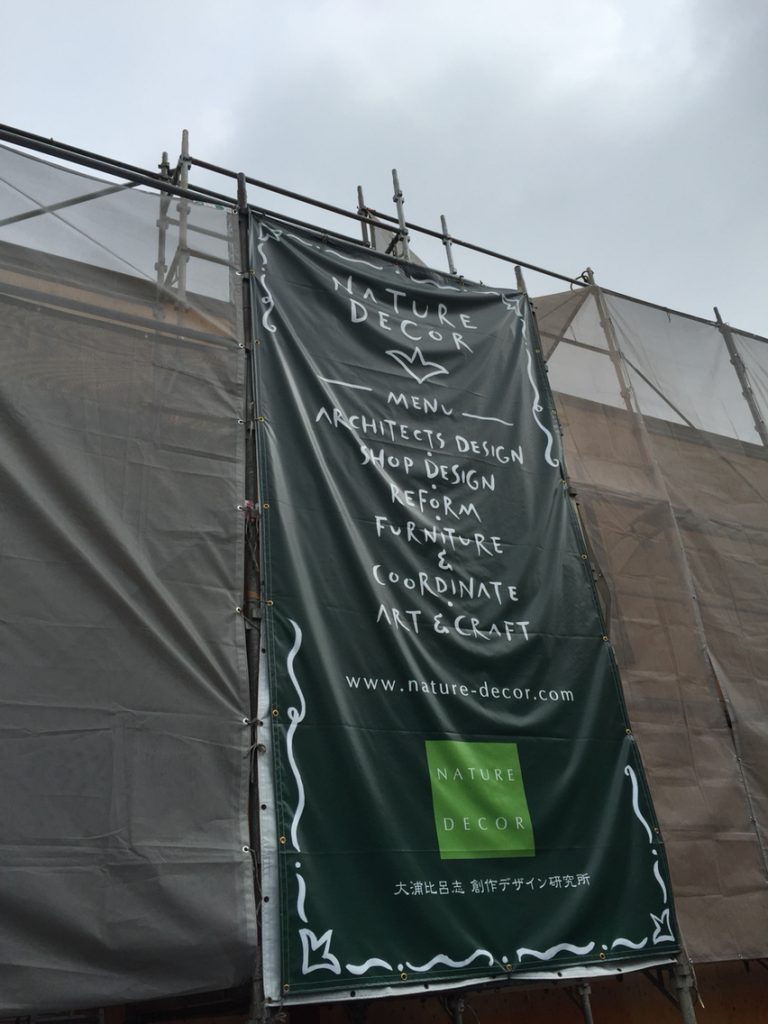 NATURE
DECOR
MENU
ARCHITECTS DESIGN
SHOP DESIGN
REFORM
FURNITURE
&
COORDINATE
ART & CRAFT
www.nature-decor.com
NATURE
DECOR
大浦比呂志 創作デザイン研究所